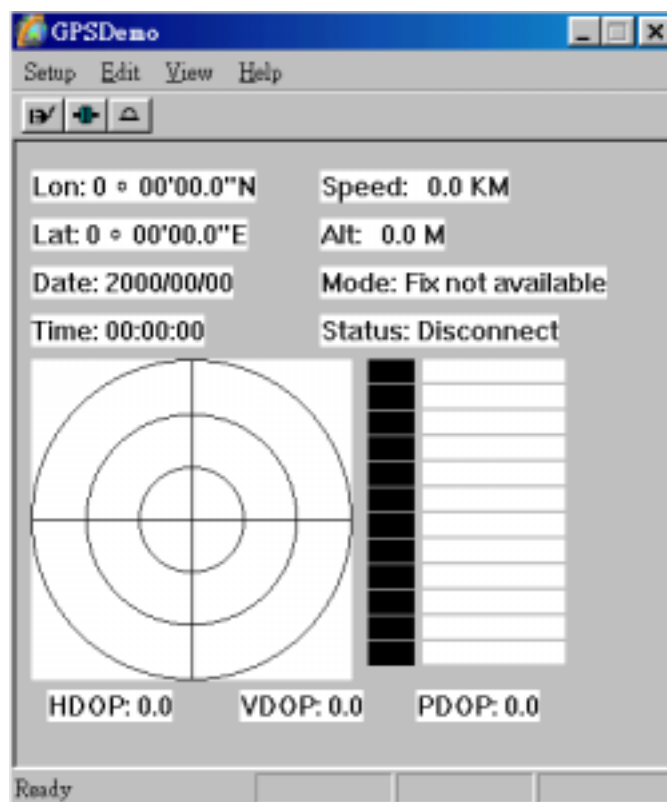 GPSDemo
Setup Edit View Help
Lon: 0 ° 00'00.0"N Speed: 0.0 KM
Lat: 0 ° 00'00.0"E Alt: 0.0 M
Date: 2000/00/00 Mode: Fix not available
Time: 00:00:00 Status: Disconnect
HDOP: 0.0 VDOP: 0.0 PDOP: 0.0
Ready